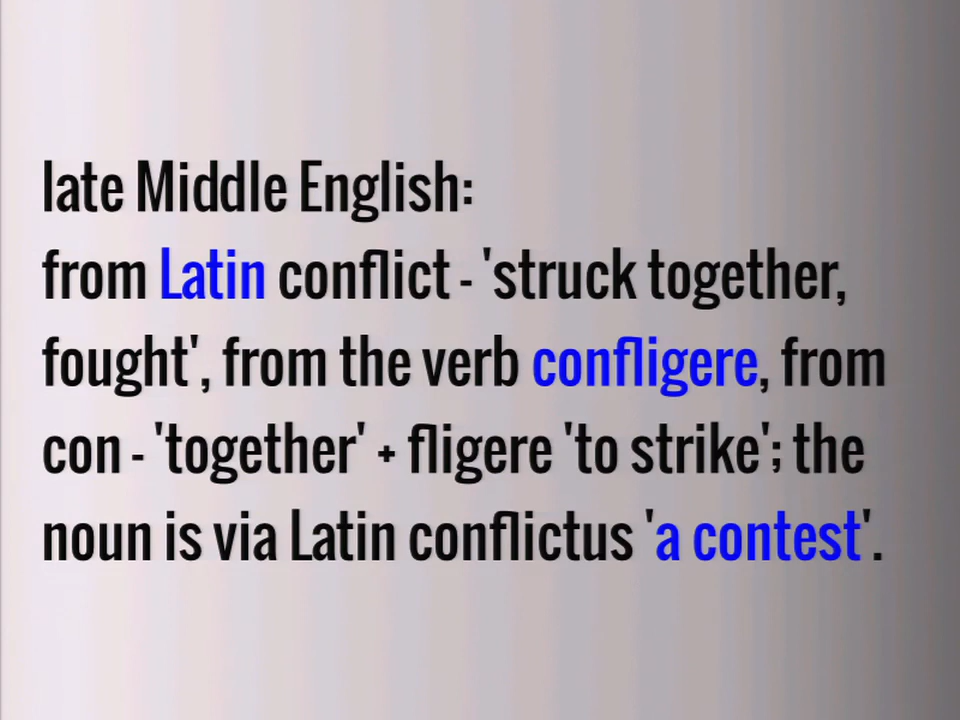 late Middle English:
from Latin conflict - 'struck together,
fought', from the verb confligere, from
con - 'together' + fligere 'to strike'; the
noun is via Latin conflictus 'a contest'.